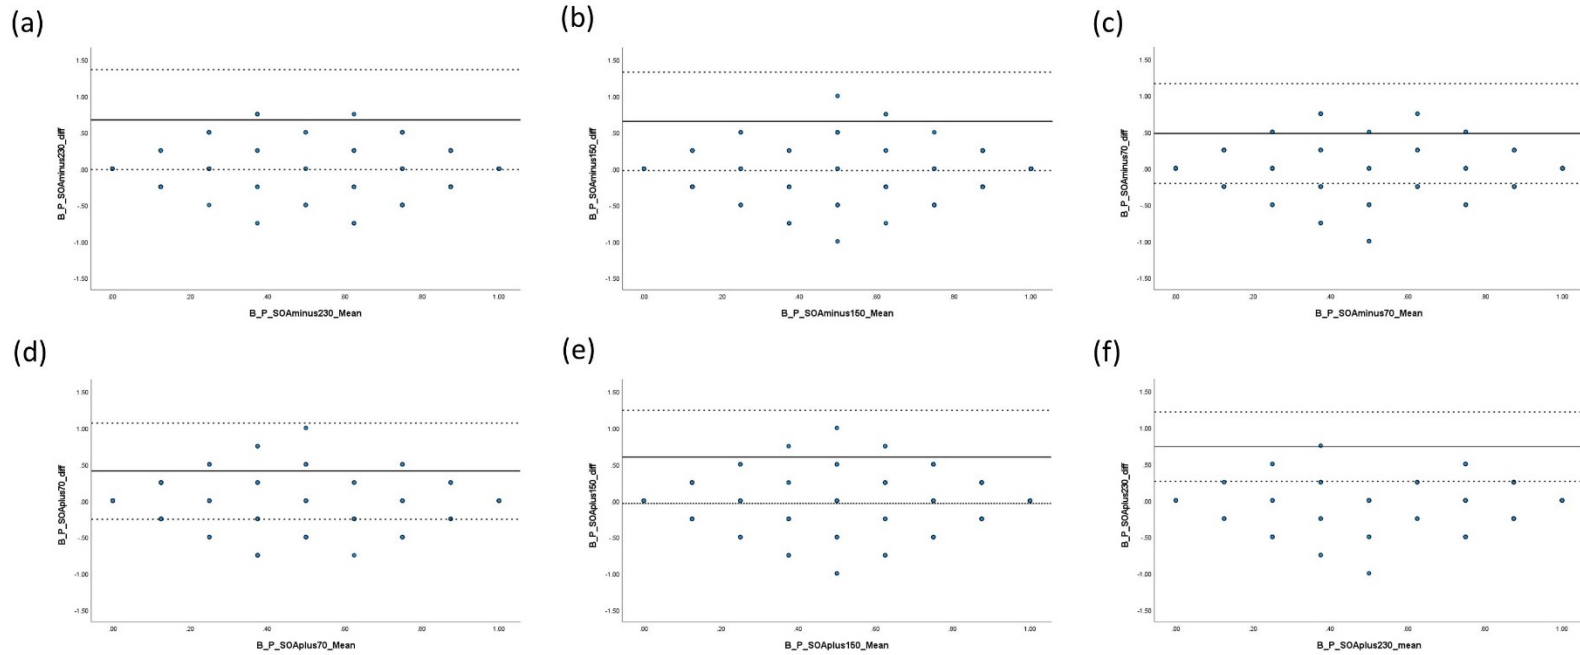 (a)
B_P_SOAminus230_diff
1.50
1.00
.50
.00
-.50
-1.00
-1.50
.00 .20 .40 .60 .80 1.00
B_P_SOAminus230_Mean
(b)
B_P_SOAminus150_diff
1.50
1.00
.50
.00
-.50
-1.00
-1.50
.00 .20 .40 .60 .80 1.00
B_P_SOAminus150_Mean
(c)
B_P_SOAminus70_diff
1.50
1.00
.50
.00
-.50
-1.00
-1.50
.00 .20 .40 .60 .80 1.00
B_P_SOAminus70_Mean
(d)
B_P_SOAplus70_diff
1.50
1.00
.50
.00
-.50
-1.00
-1.50
.00 .20 .40 .60 .80 1.00
B_P_SOAplus70_Mean
(e)
B_P_SOAplus150_diff
1.50
1.00
.50
.00
-.50
-1.00
-1.50
.00 .20 .40 .60 .80 1.00
B_P_SOAplus150_Mean
(f)
B_P_SOAplus230_diff
1.50
1.00
.50
.00
-.50
-1.00
-1.50
.00 .20 .40 .60 .80 1.00
B_P_SOAplus230_mean